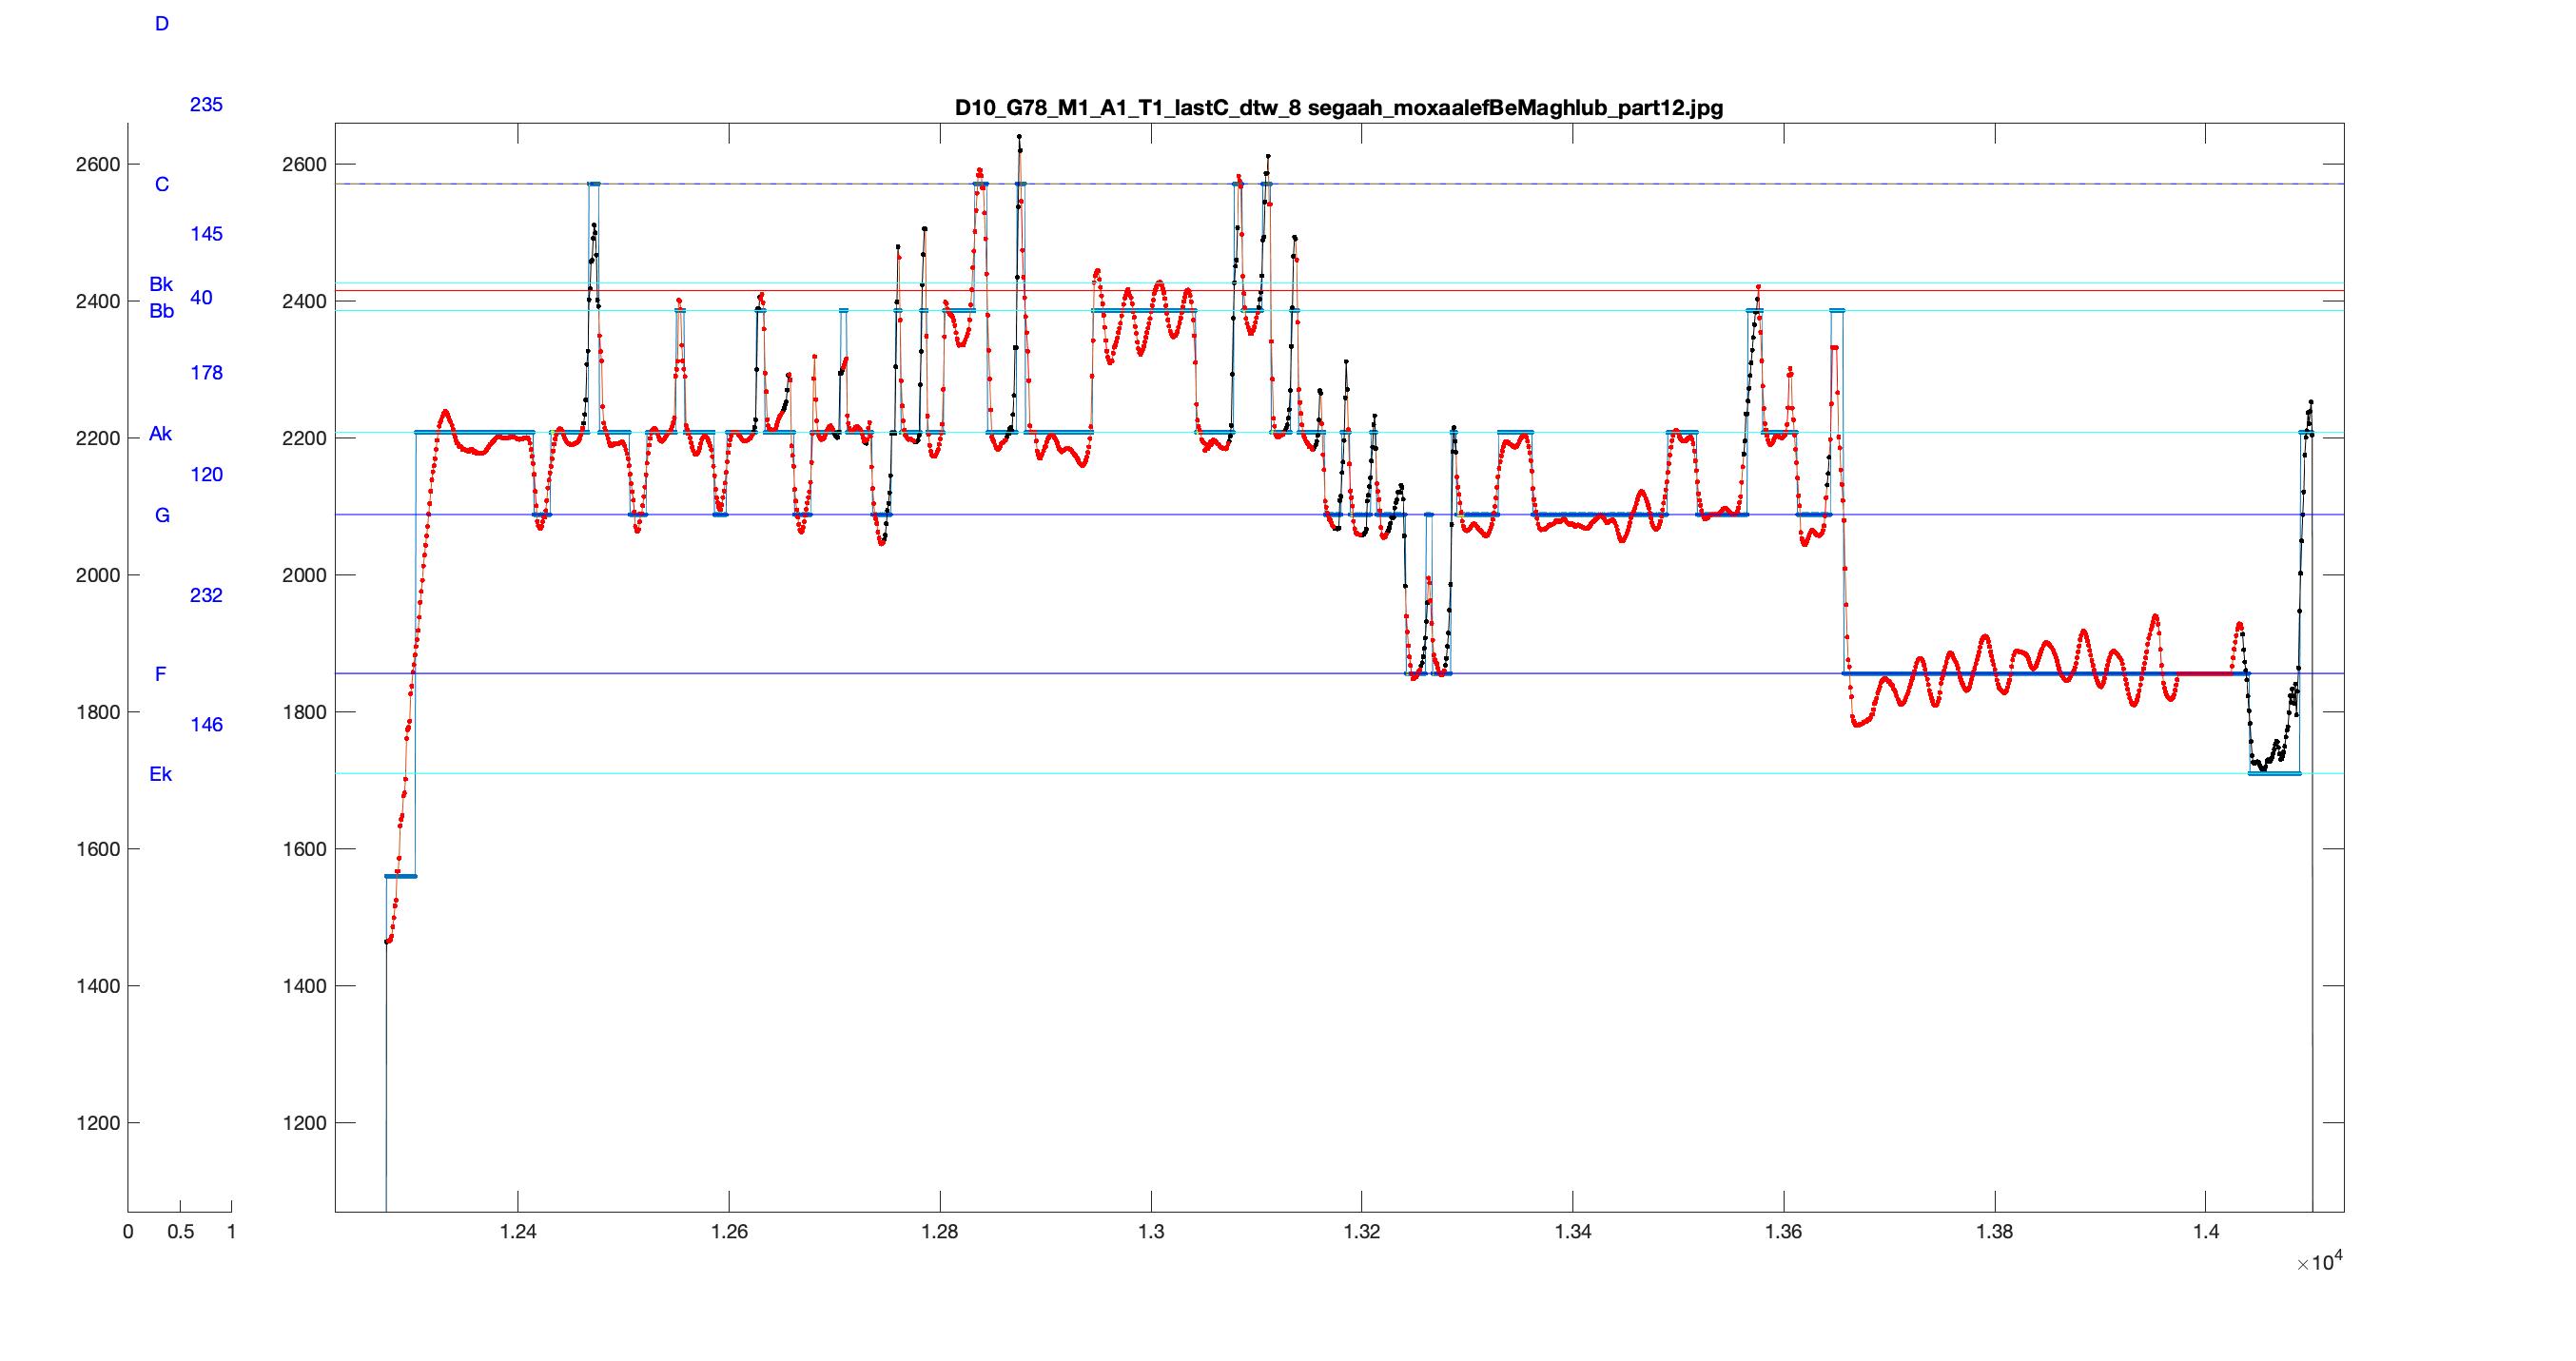 D
235
D10_G78_M1_A1_T1_lastC_dtw_8 segaah_moxaalefBeMaghlub_part12.jpg
2600 2600
C
145
Bk
40
2400 2400
Bb
178
2200 Ak 2200
120
G
2000 2000
232
F
1800 1800
146
Ek
1600 1600
1400 1400
1200 1200
0 0.5 1 1.24 1.26 1.28 1.3 1.32 1.34 1.36 1.38 1.4
×10⁴